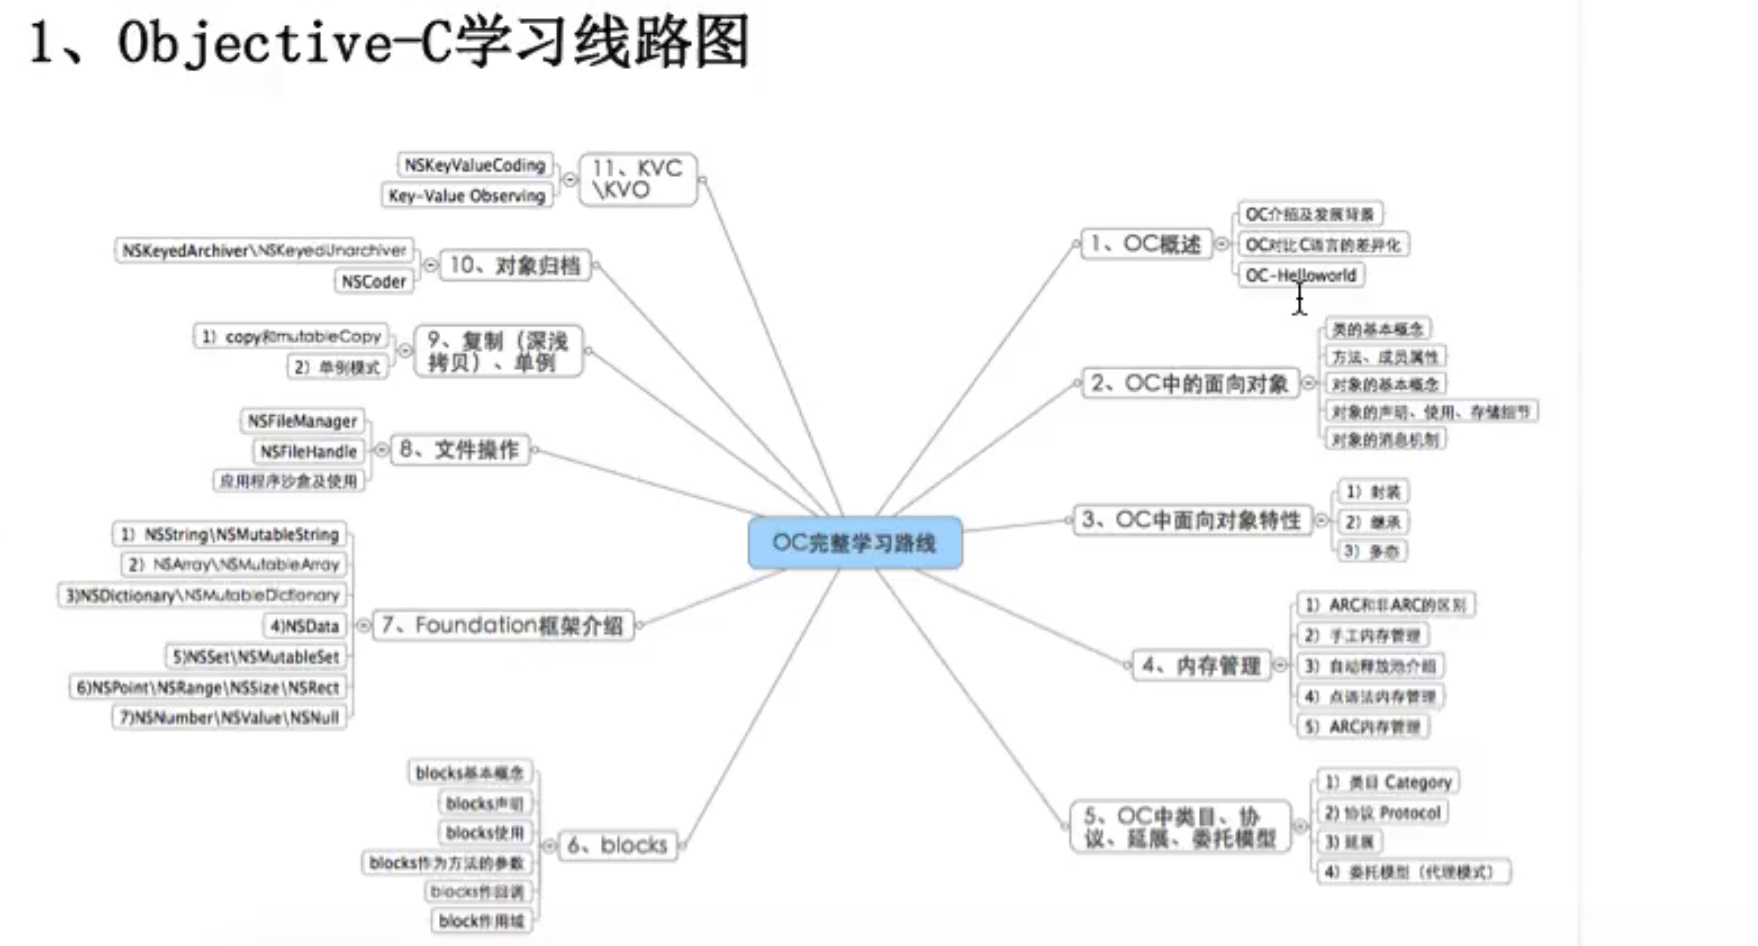 1、Objective-C学习线路图
OC完整学习路线
1、OC概述
OC介绍及发展背景
OC对比C语言的差异化
OC-Helloworld
2、OC中的面向对象
类的基本概念
方法、成员属性
对象的基本概念
对象的声明、使用、存储细节
对象的消息机制
3、OC中面向对象特性
1）封装
2）继承
3）多态
4、内存管理
1）ARC和非ARC的区别
2）手工内存管理
3）自动释放池介绍
4）点语法内存管理
5）ARC内存管理
5、OC中类目、协
议、延展、委托模型
1）类目 Category
2) 协议 Protocol
3) 延展
4）委托模型（代理模式）
6、blocks
blocks基本概念
blocks声明
blocks使用
blocks作为方法的参数
blocks作回调
block作用域
7、Foundation框架介绍
1）NSString\NSMutableString
2）NSArray\NSMutableArray
3)NSDictionary\NSMutableDictionary
4)NSData
5)NSSet\NSMutableSet
6)NSPoint\NSRange\NSSize\NSRect
7)NSNumber\NSValue\NSNull
8、文件操作
NSFileManager
NSFileHandle
应用程序沙盒及使用
9、复制（深浅
拷贝）、单例
1）copy和mutableCopy
2）单例模式
10、对象归档
NSKeyedArchiver\NSKeyedUnarchiver
NSCoder
11、KVC
\KVO
NSKeyValueCoding
Key-Value Observing